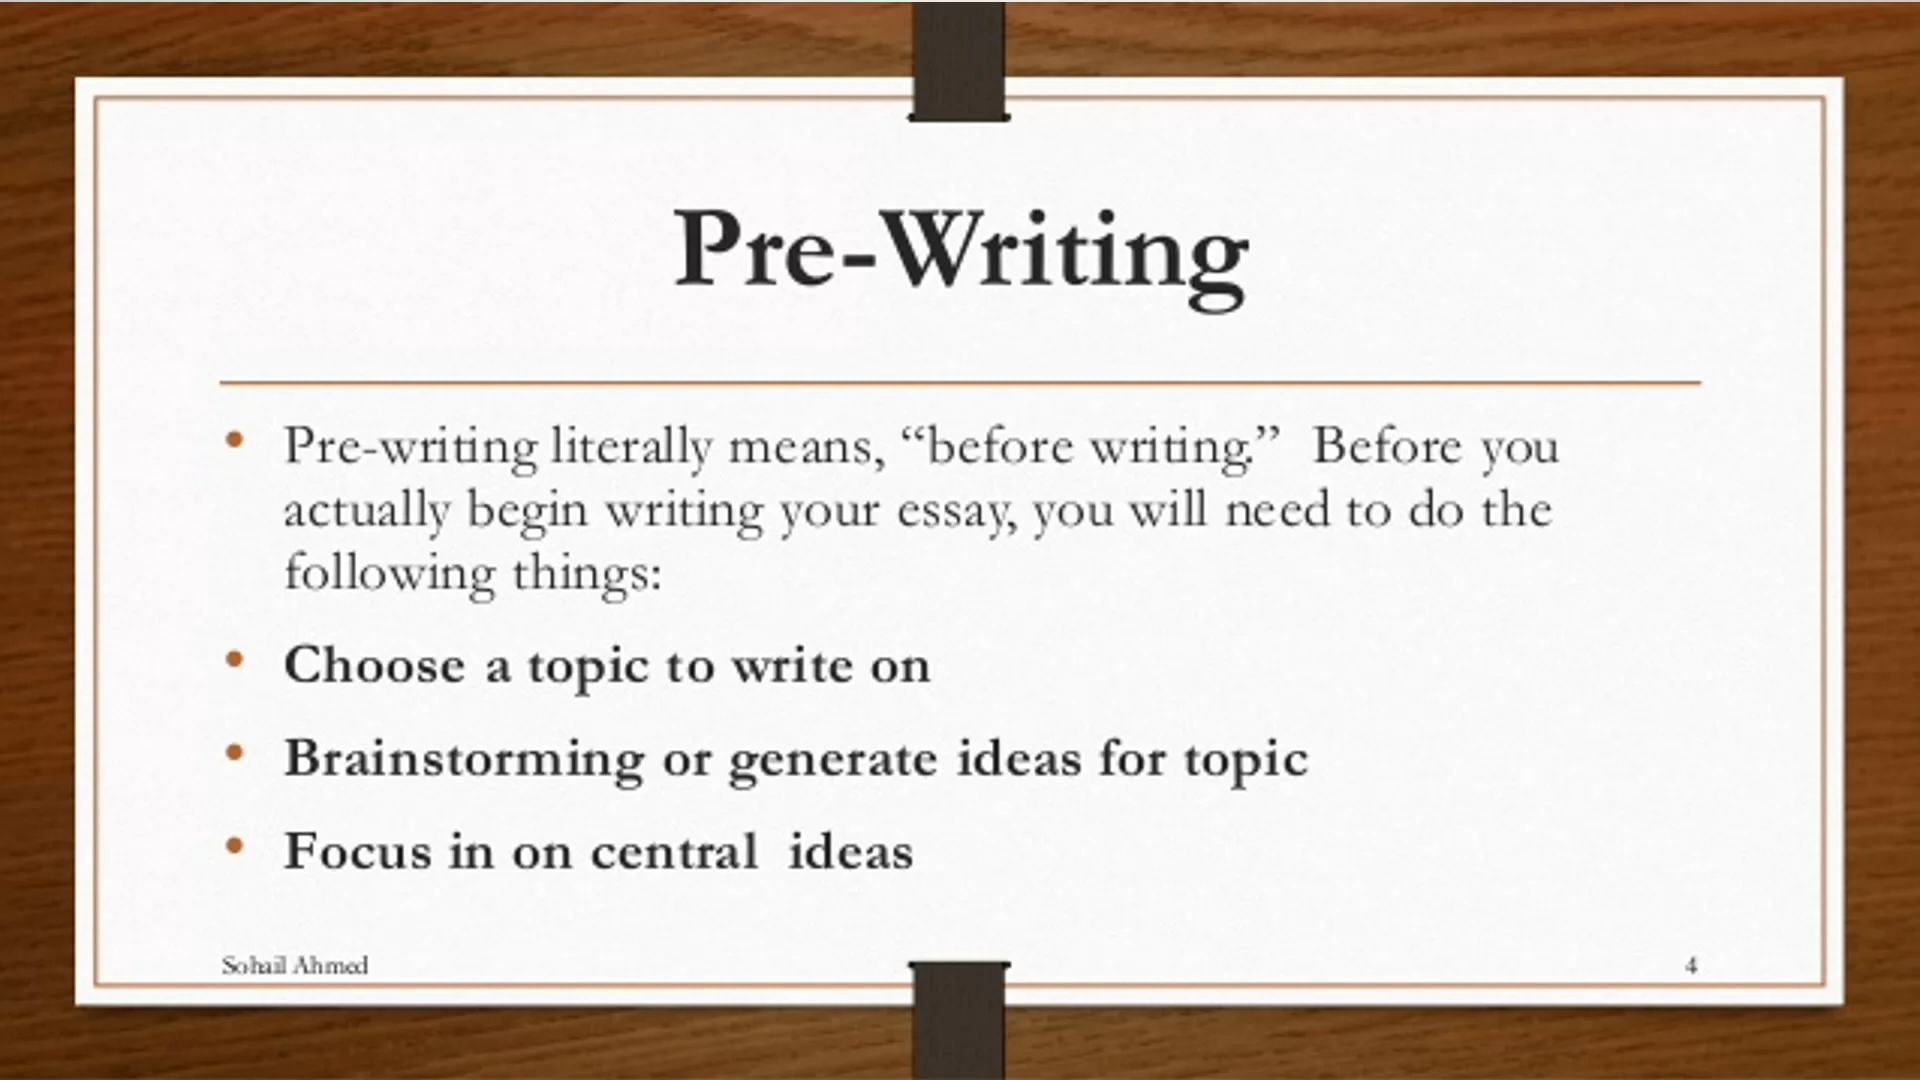 Pre-Writing
• Pre-writing literally means, “before writing.”  Before you
actually begin writing your essay, you will need to do the
following things:
• Choose a topic to write on
• Brainstorming or generate ideas for topic
• Focus in on central  ideas
Sohail Ahmed
4